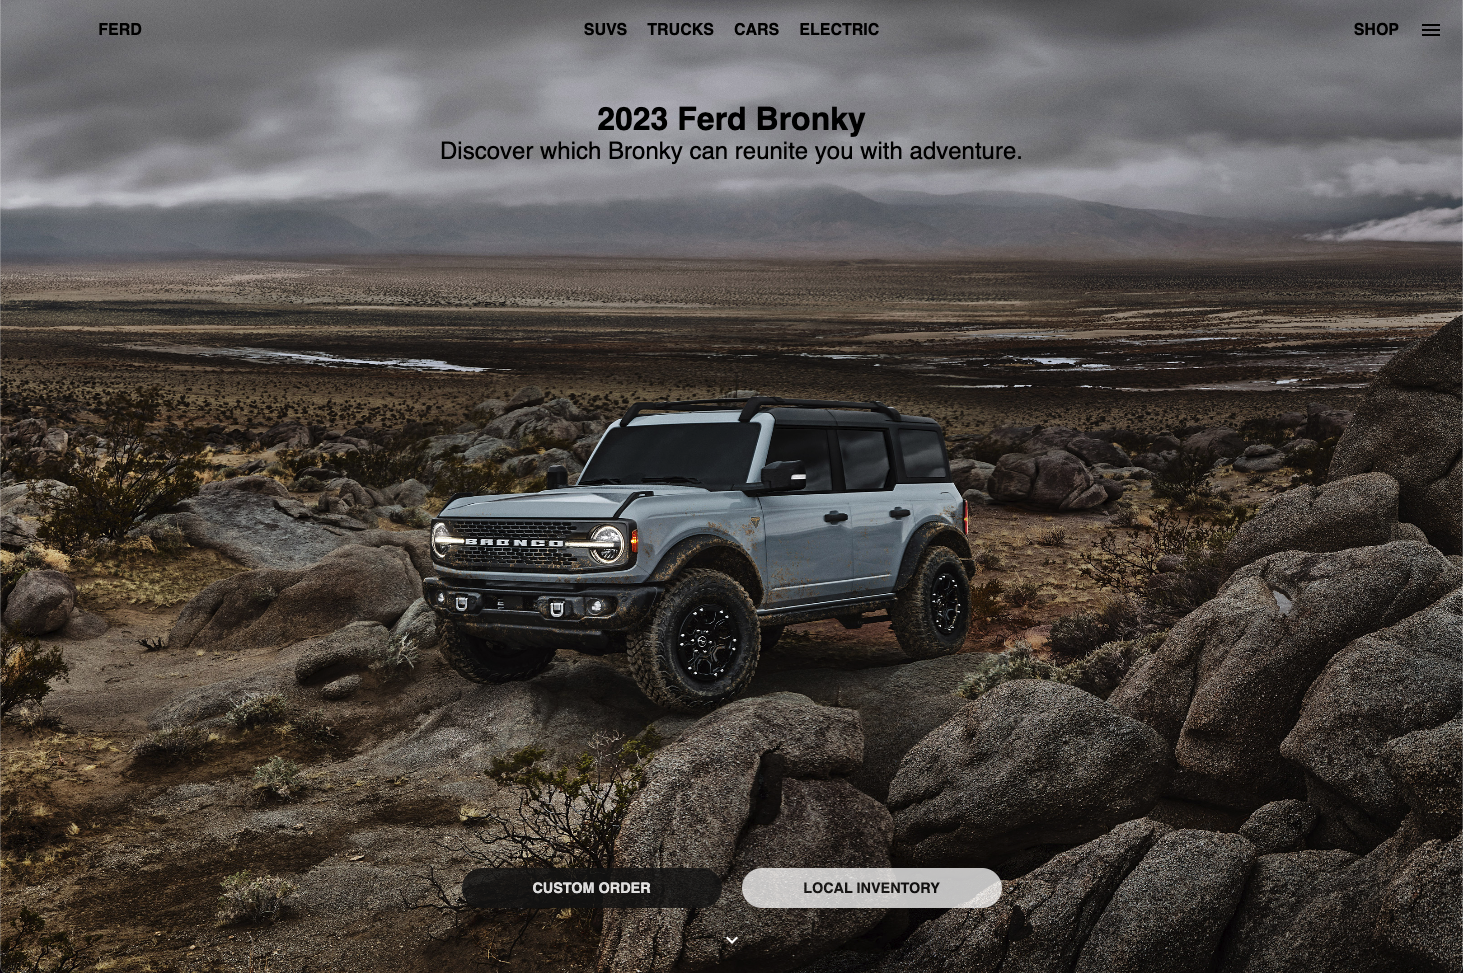 FERD
SUVS TRUCKS CARS ELECTRIC
SHOP
2023 Ferd Bronky
Discover which Bronky can reunite you with adventure.
BRONCO
CUSTOM ORDER
LOCAL INVENTORY